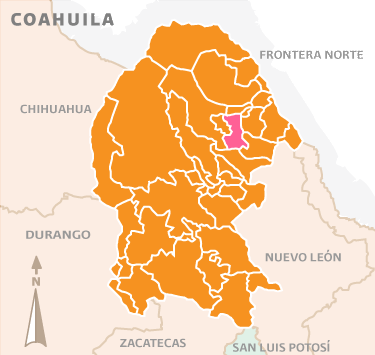 COAHUILA
FRONTERA NORTE
CHIHUAHUA
DURANGO
NUEVO LEÓN
N
ZACATECAS
SAN LUIS POTOSÍ